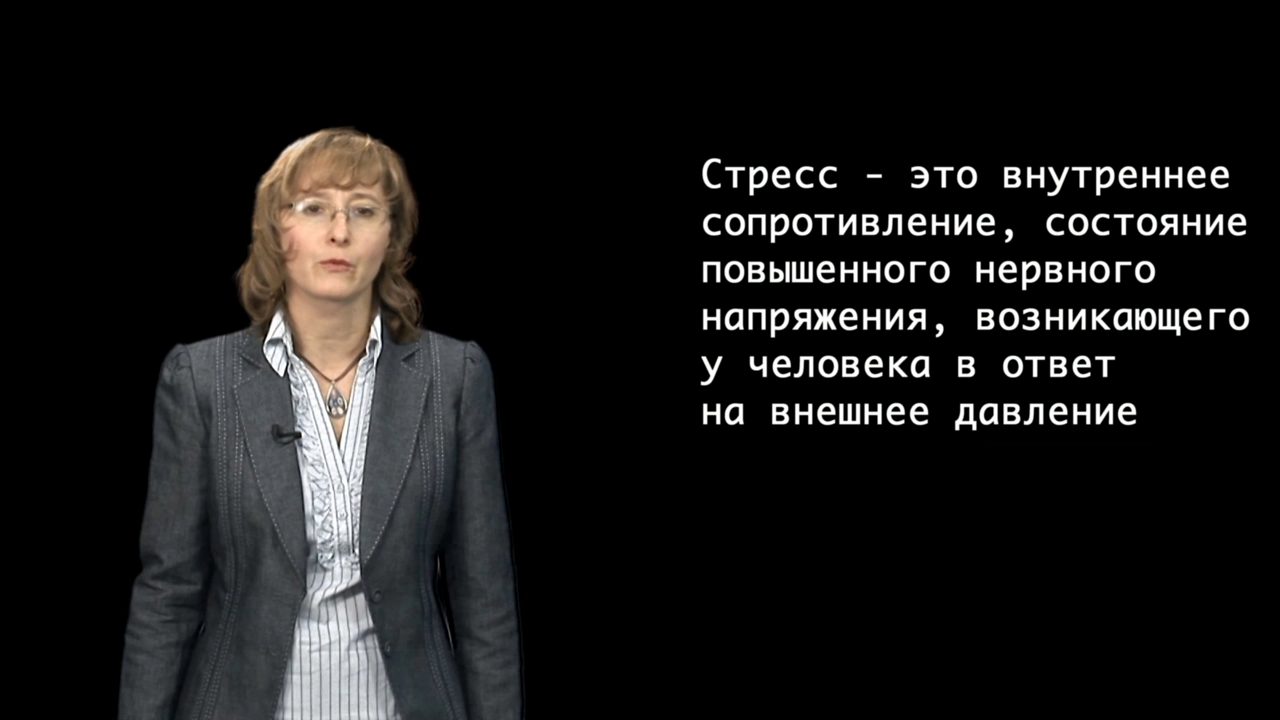 Стресс - это внутреннее
сопротивление, состояние
повышенного нервного
напряжения, возникающего
у человека в ответ
на внешнее давление